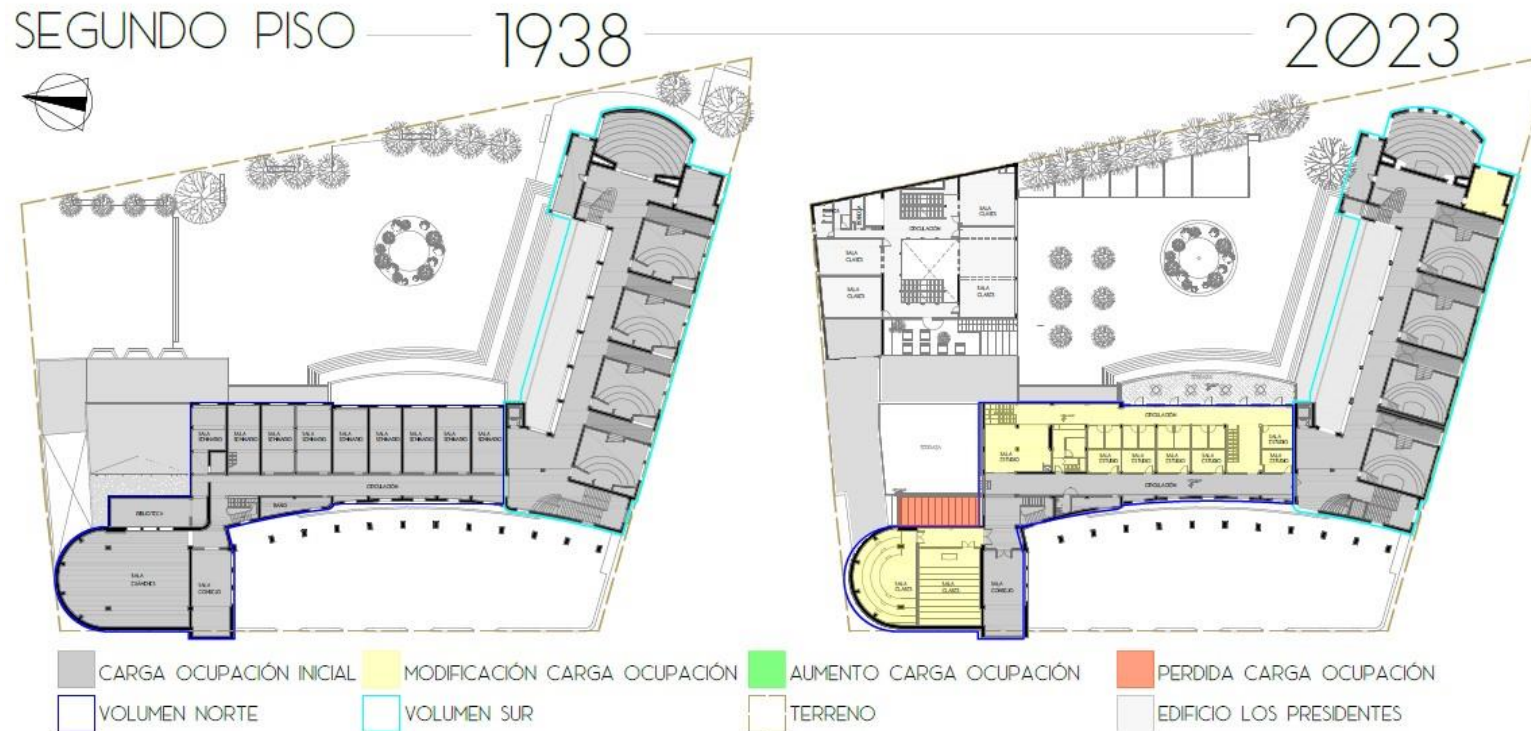 SEGUNDO PISO
1938
2023
SALA SEMINARIO
SALA SEMINARIO
SALA SEMINARIO
SALA SEMINARIO
SALA SEMINARIO
SALA SEMINARIO
SALA SEMINARIO
SALA SEMINARIO
SALA SEMINARIO
CIRCULACIÓN
BIBLIOTECA
BAÑO
SALA EXÁMENES
SALA CONSEJO
CIRCULACIÓN
SALA CLASES
SALA CLASES
SALA CLASES
SALA CLASES
TERRAZA
CIRCULACIÓN
TERRAZA
SALA ESTUDIO
SALA ESTUDIO
SALA ESTUDIO
SALA ESTUDIO
SALA ESTUDIO
SALA ESTUDIO
SALA ESTUDIO
CIRCULACIÓN
SALA CLASES
SALA CLASES
SALA CONSEJO
CARGA OCUPACIÓN INICIAL
MODIFICACIÓN CARGA OCUPACIÓN
AUMENTO CARGA OCUPACIÓN
PERDIDA CARGA OCUPACIÓN
VOLUMEN NORTE
VOLUMEN SUR
TERRENO
EDIFICIO LOS PRESIDENTES